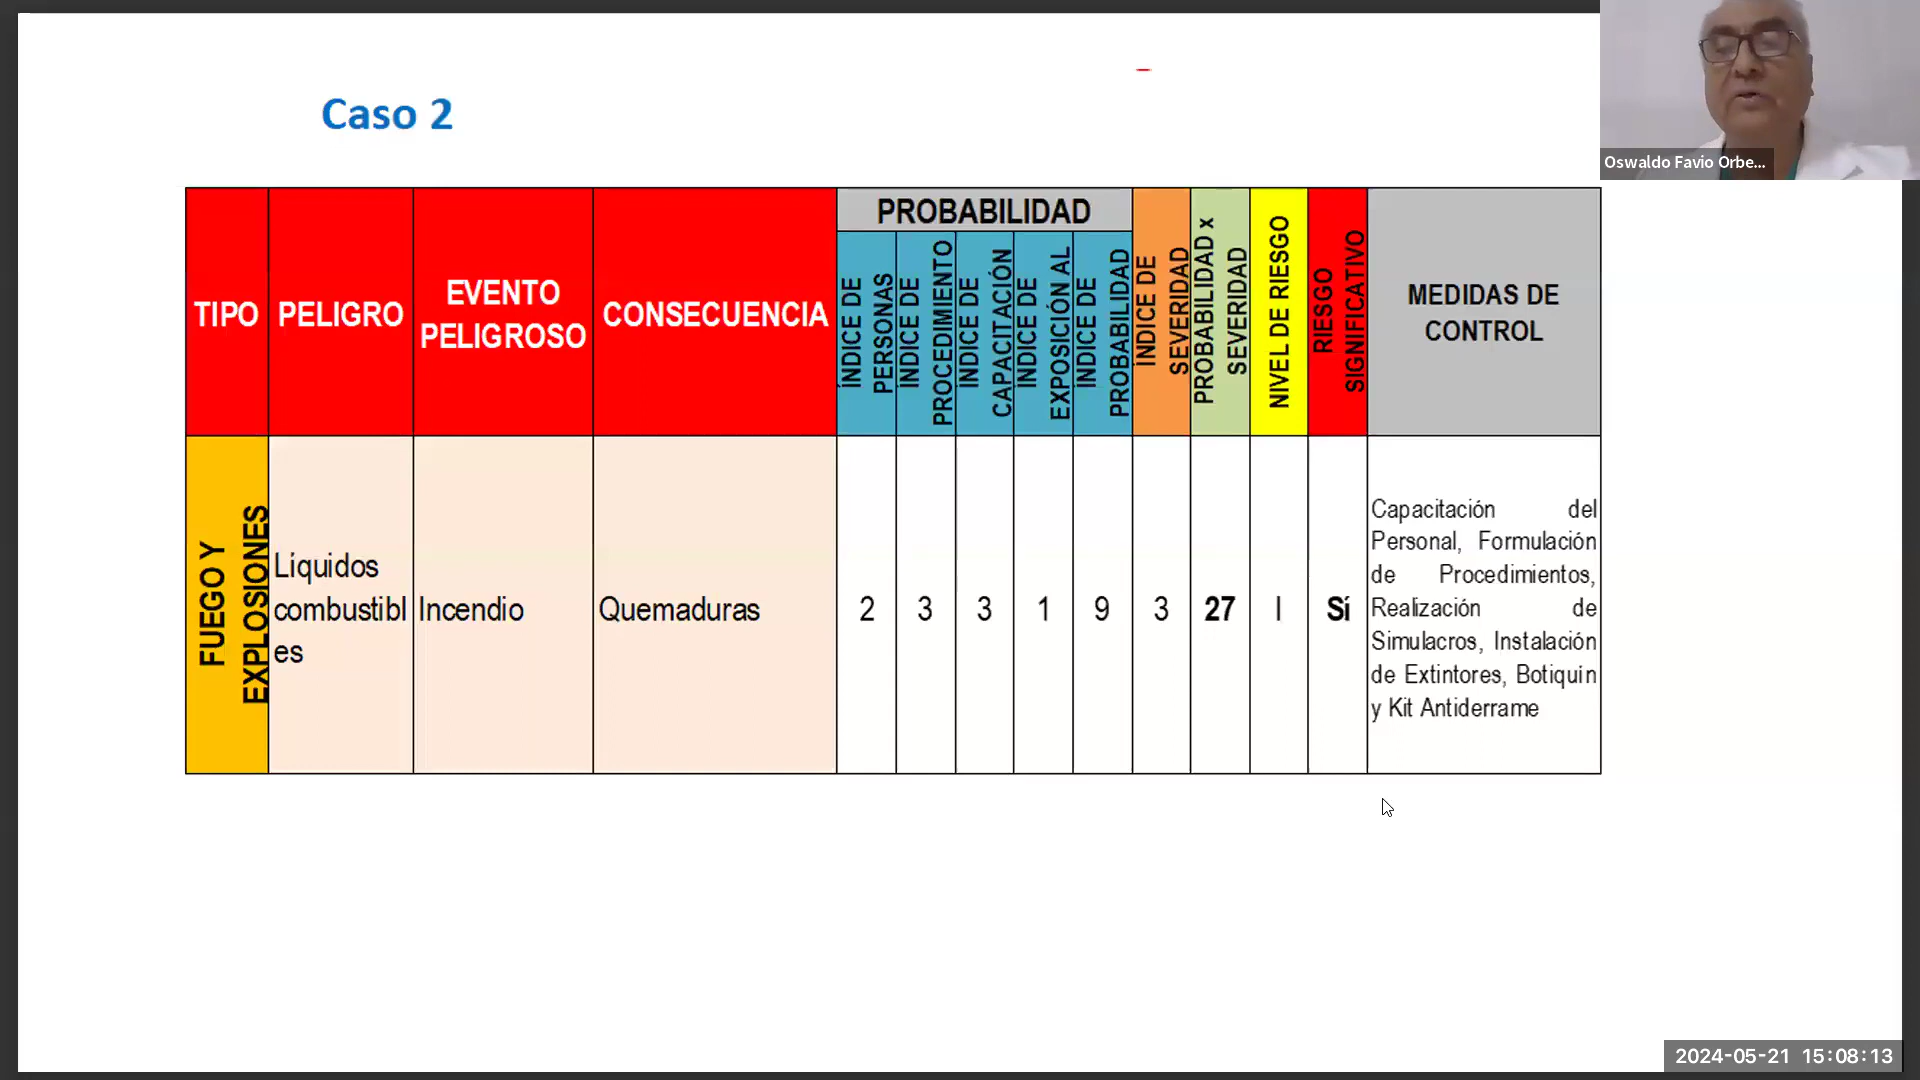 Caso 2
Oswaldo Favio Orbe...
TIPO
PELIGRO
EVENTO
PELIGROSO
CONSECUENCIA
PROBABILIDAD
ÍNDICE DE
PERSONAS
ÍNDICE DE
PROCEDIMIENTO
ÍNDICE DE
CAPACITACIÓN
ÍNDICE DE
EXPOSICIÓN AL
ÍNDICE DE
PROBABILIDAD
ÍNDICE DE
SEVERIDAD
PROBABILIDAD x
SEVERIDAD
NIVEL DE RIESGO
RIESGO
SIGNIFICATIVO
MEDIDAS DE
CONTROL
FUEGO Y
EXPLOSIONES
Líquidos
combustibl
es
Incendio
Quemaduras
2
3
3
1
9
3
27
I
Sí
Capacitación del
Personal, Formulación
de Procedimientos,
Realización de
Simulacros, Instalación
de Extintores, Botiquin
y Kit Antiderrame
2024-05-21 15:08:13